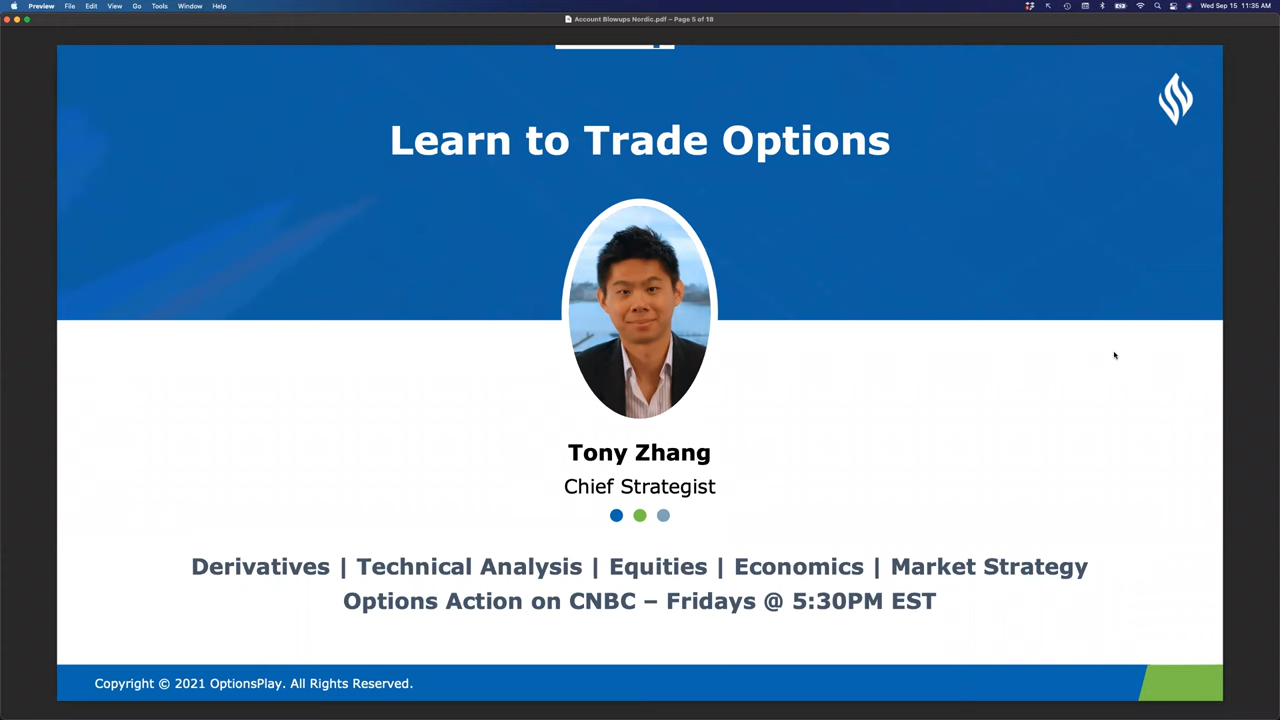 Preview File Edit View Go Tools Window Help Wed Sep 15 11:35 AM
Account Blowups Nordic.pdf – Page 5 of 18
Learn to Trade Options
Tony Zhang
Chief Strategist
Derivatives | Technical Analysis | Equities | Economics | Market Strategy
Options Action on CNBC – Fridays @ 5:30PM EST
Copyright © 2021 OptionsPlay. All Rights Reserved.